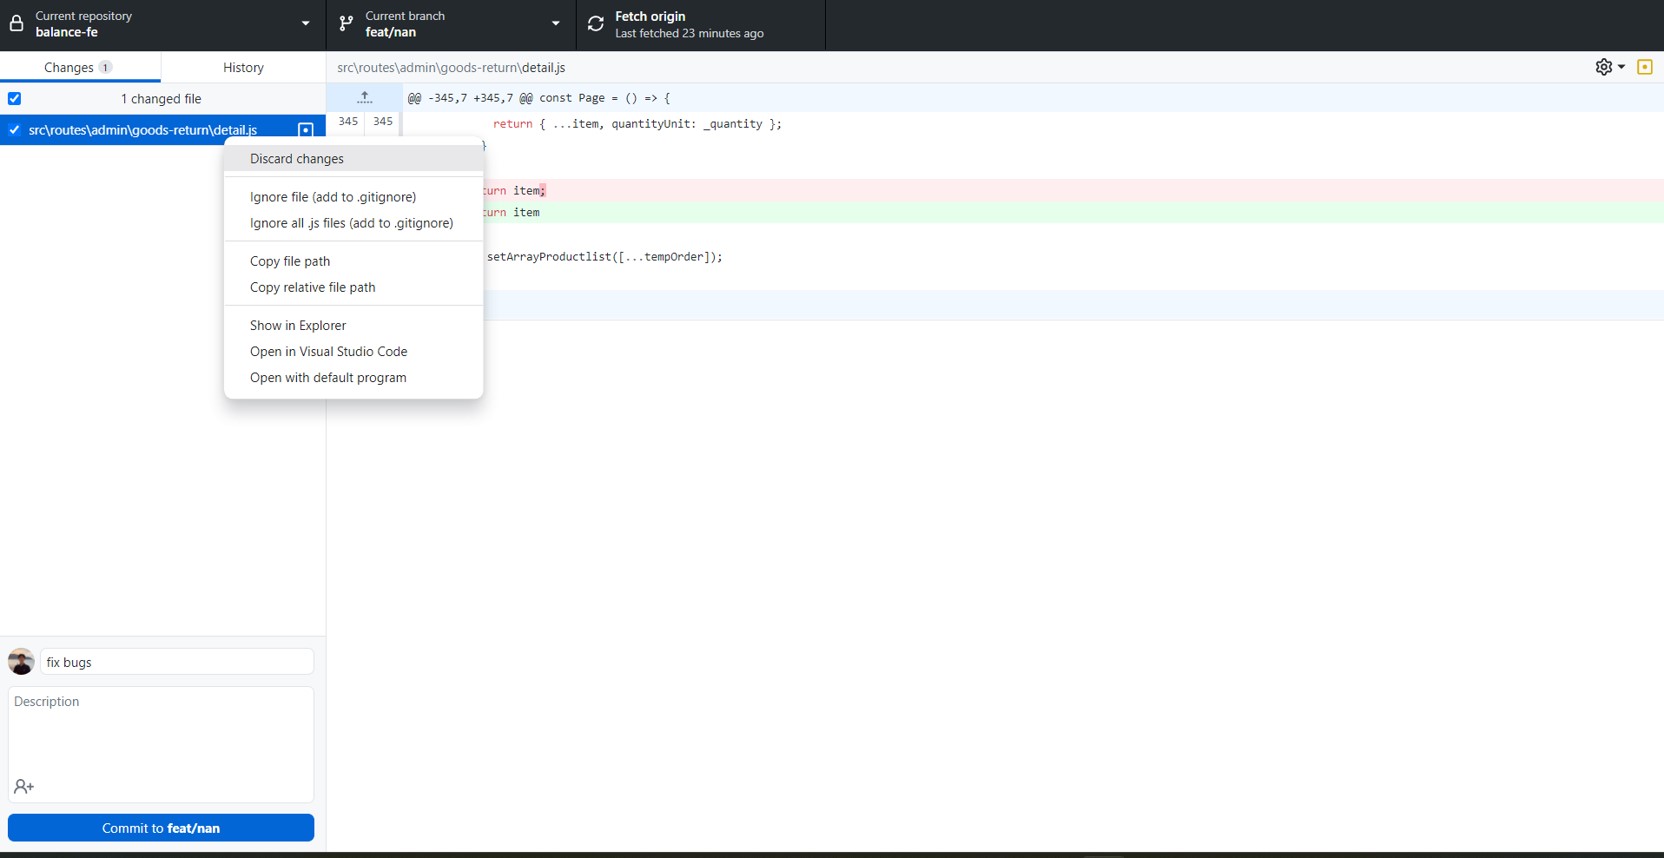 Current repository
balance-fe
Current branch
feat/nan
Fetch origin
Last fetched 23 minutes ago
Changes 1
History
src\routes\admin\goods-return\detail.js
1 changed file
@@ -345,7 +345,7 @@ const Page = () => {
src\routes\admin\goods-return\detail.js
345 345 return { ...item, quantityUnit: _quantity };
}
urn item;
urn item
setArrayProductlist([...tempOrder]);
Discard changes
Ignore file (add to .gitignore)
Ignore all .js files (add to .gitignore)
Copy file path
Copy relative file path
Show in Explorer
Open in Visual Studio Code
Open with default program
fix bugs
Description
Commit to feat/nan